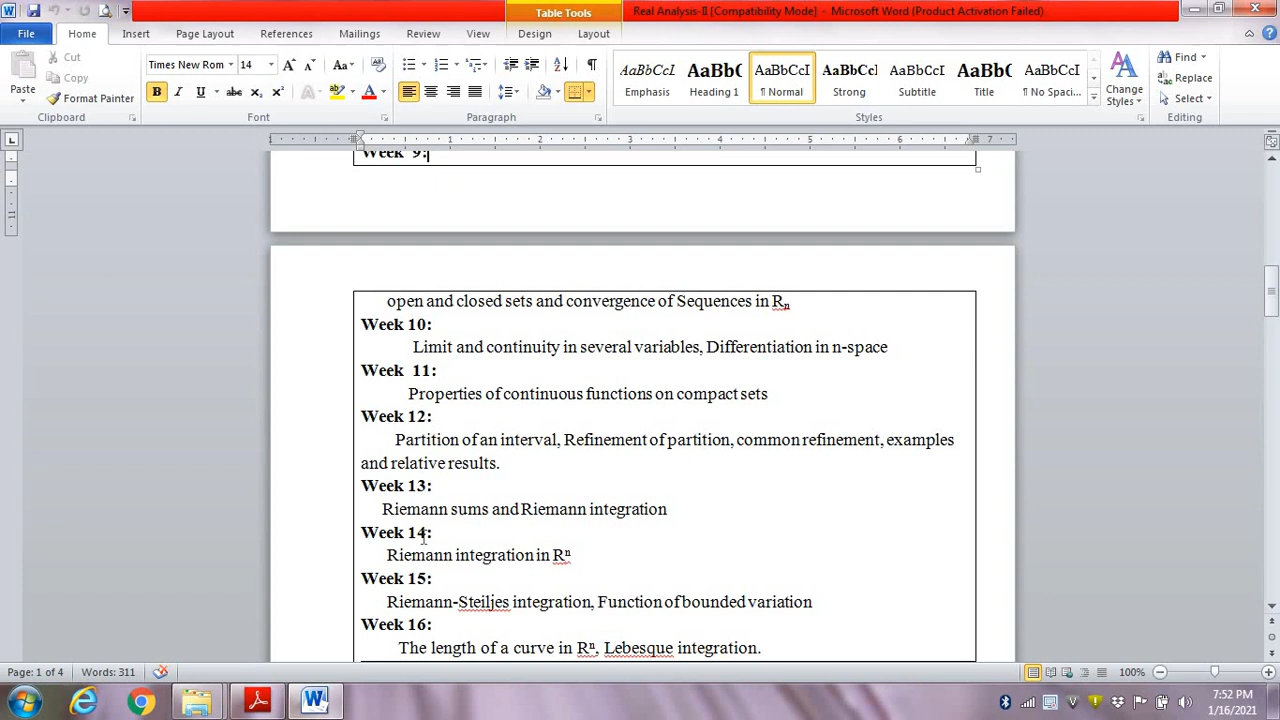 Table Tools
Real Analysis-II [Compatibility Mode] - Microsoft Word (Product Activation Failed)
File Home Insert Page Layout References Mailings Review View Design Layout
Cut
Copy
Format Painter
Paste
Clipboard
Times New Rom 14
Font
Paragraph
AaBbCcI AaBb( AaBbCcI AaBbCcl AaBbCcI AaBb( AaBbCcI
Emphasis Heading 1 ¶ Normal Strong Subtitle Title ¶ No Spaci...
Change Styles
Styles
Find
Replace
Select
Editing
Week 9:
open and closed sets and convergence of Sequences in Rₙ
Week 10:
Limit and continuity in several variables, Differentiation in n-space
Week 11:
Properties of continuous functions on compact sets
Week 12:
Partition of an interval, Refinement of partition, common refinement, examples
and relative results.
Week 13:
Riemann sums and Riemann integration
Week 14:
Riemann integration in Rⁿ
Week 15:
Riemann-Steiljes integration, Function of bounded variation
Week 16:
The length of a curve in Rⁿ, Lebesque integration.
Page: 1 of 4 Words: 311 100%
7:52 PM
1/16/2021